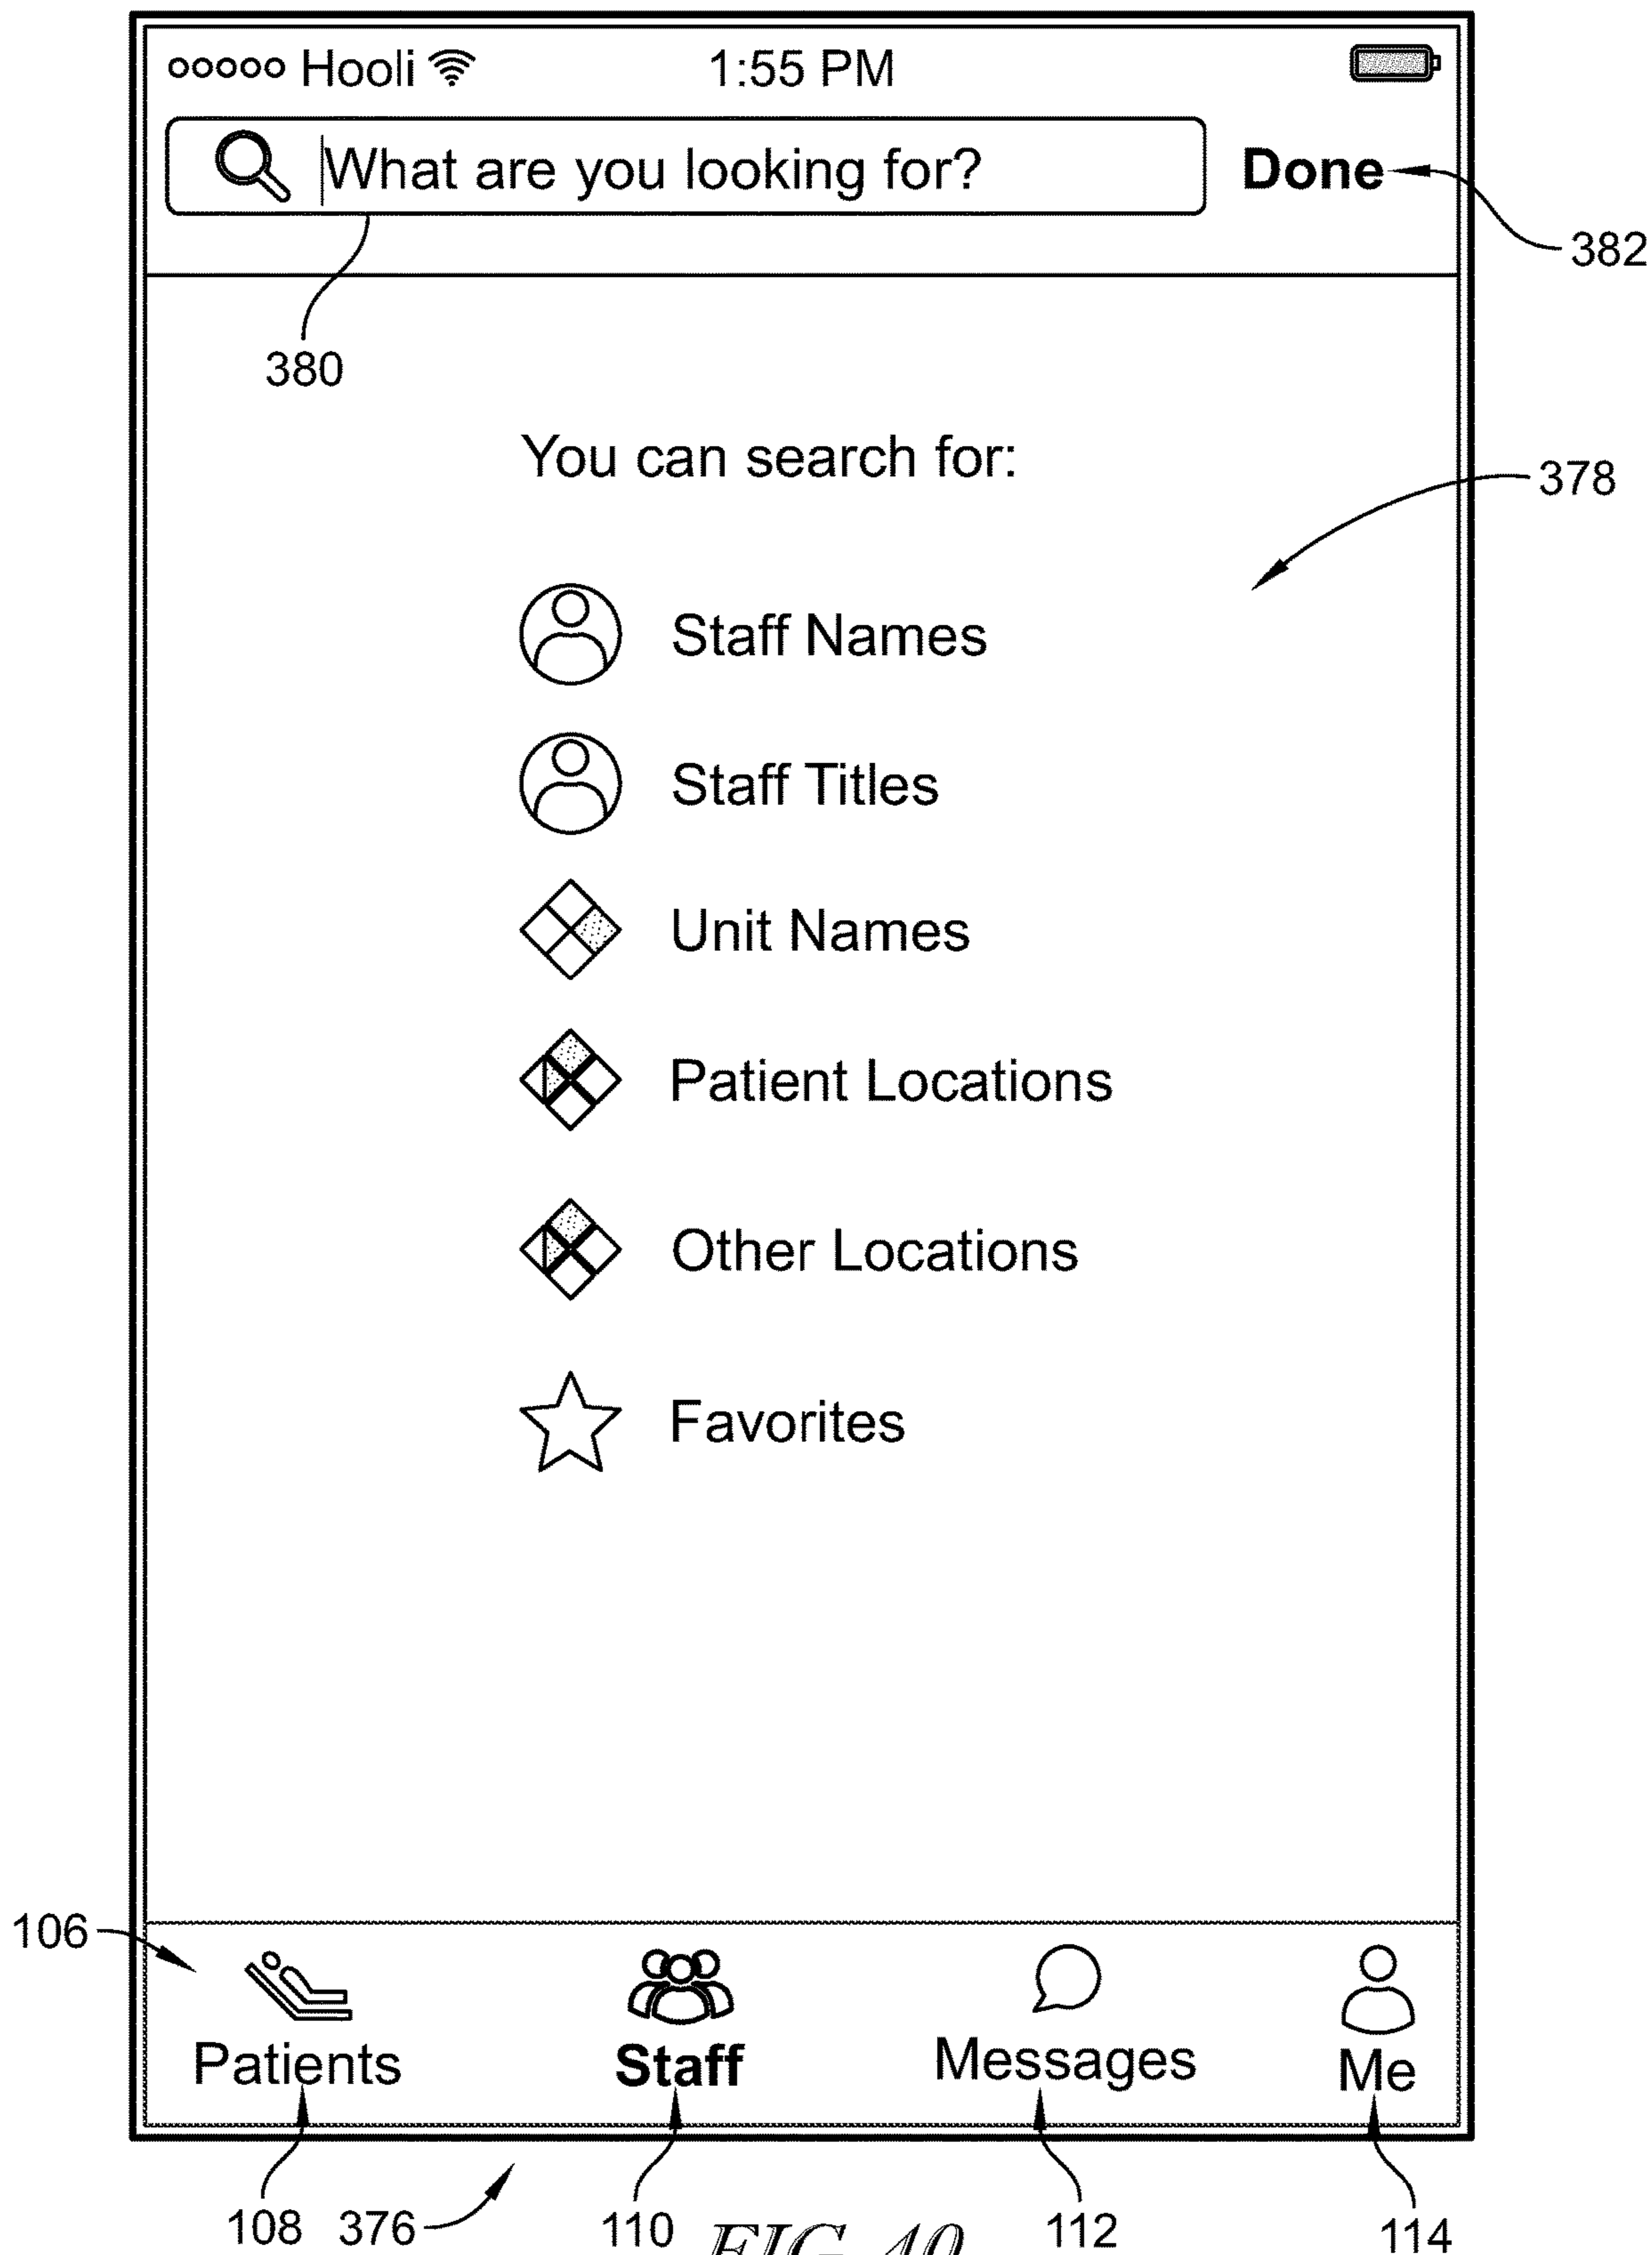 Hooli 1:55 PM
What are you looking for? Done
382
380
You can search for:
378
Staff Names
Staff Titles
Unit Names
Patient Locations
Other Locations
Favorites
106
Patients Staff Messages Me
108 376 110 FIG. 40 112 114